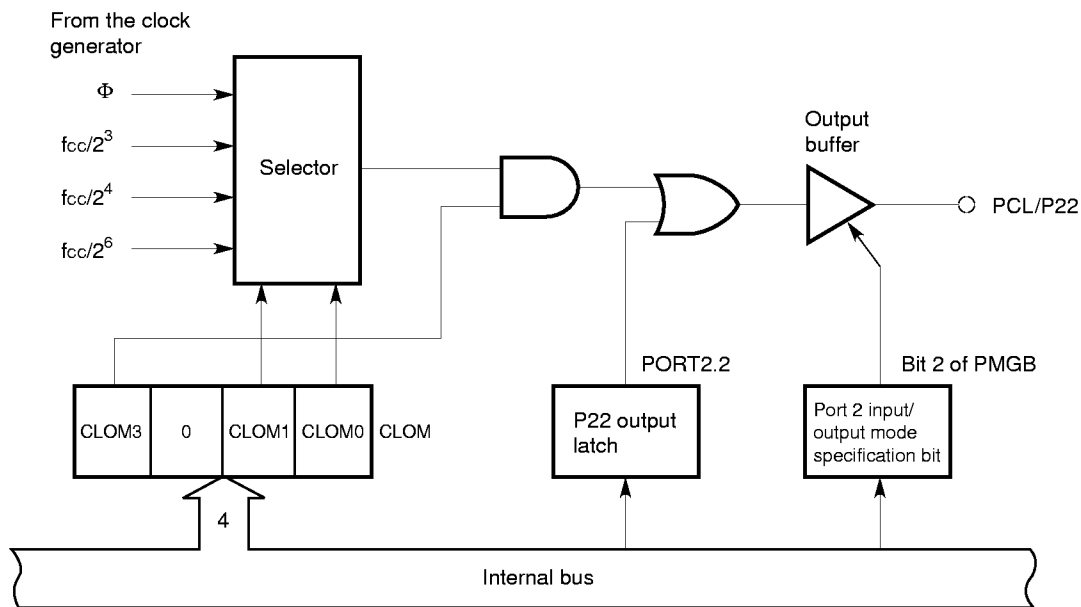 From the clock
generator
Φ
fcc/2³
fcc/2⁴
fcc/2⁶
Selector
Output
buffer
PCL/P22
PORT2.2
Bit 2 of PMGB
CLOM3 0 CLOM1 CLOM0 CLOM
P22 output
latch
Port 2 input/
output mode
specification bit
4
Internal bus